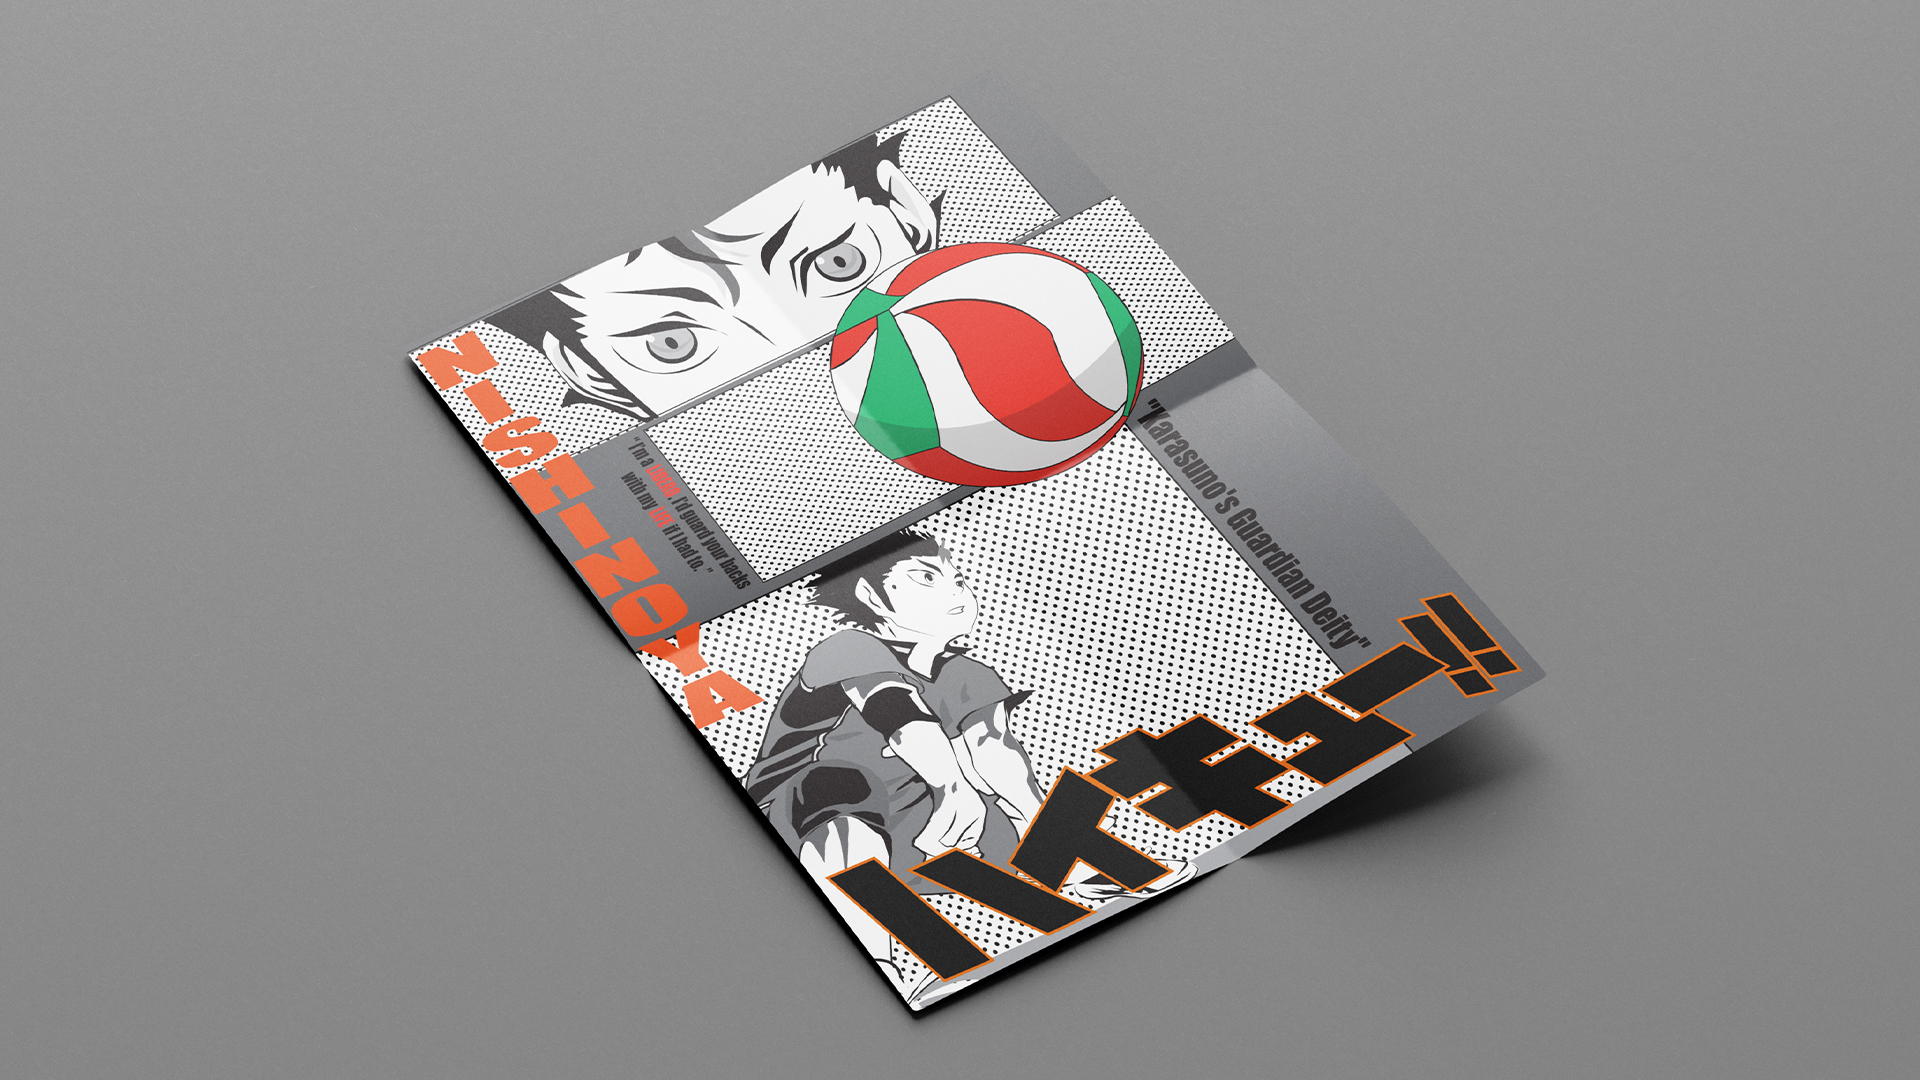 NISHINOYA
"I'm a LIBERO, I'd guard your backs
with my LIFE if I had to."
"Karasuno's Guardian Deity"
ハイキュー!!